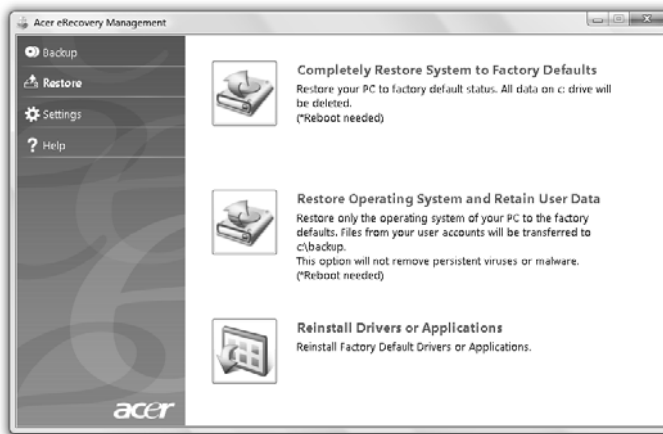 Acer eRecovery Management
Backup
Restore
Settings
? Help
Completely Restore System to Factory Defaults
Restore your PC to factory default status. All data on c: drive will
be deleted.
(*Reboot needed)
Restore Operating System and Retain User Data
Restore only the operating system of your PC to the factory
defaults. Files from your user accounts will be transferred to
c:\backup.
This option will not remove persistent viruses or malware.
(*Reboot needed)
Reinstall Drivers or Applications
Reinstall Factory Default Drivers or Applications.
acer